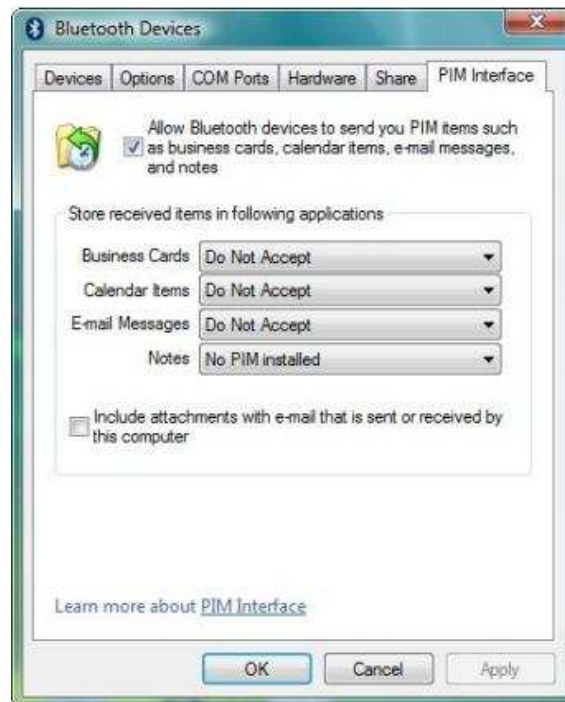 Bluetooth Devices
Devices Options COM Ports Hardware Share PIM Interface
Allow Bluetooth devices to send you PIM items such
as business cards, calendar items, e-mail messages,
and notes
Store received items in following applications
Business Cards Do Not Accept
Calendar Items Do Not Accept
E-mail Messages Do Not Accept
Notes No PIM installed
Include attachments with e-mail that is sent or received by
this computer
Learn more about PIM Interface
OK Cancel Apply